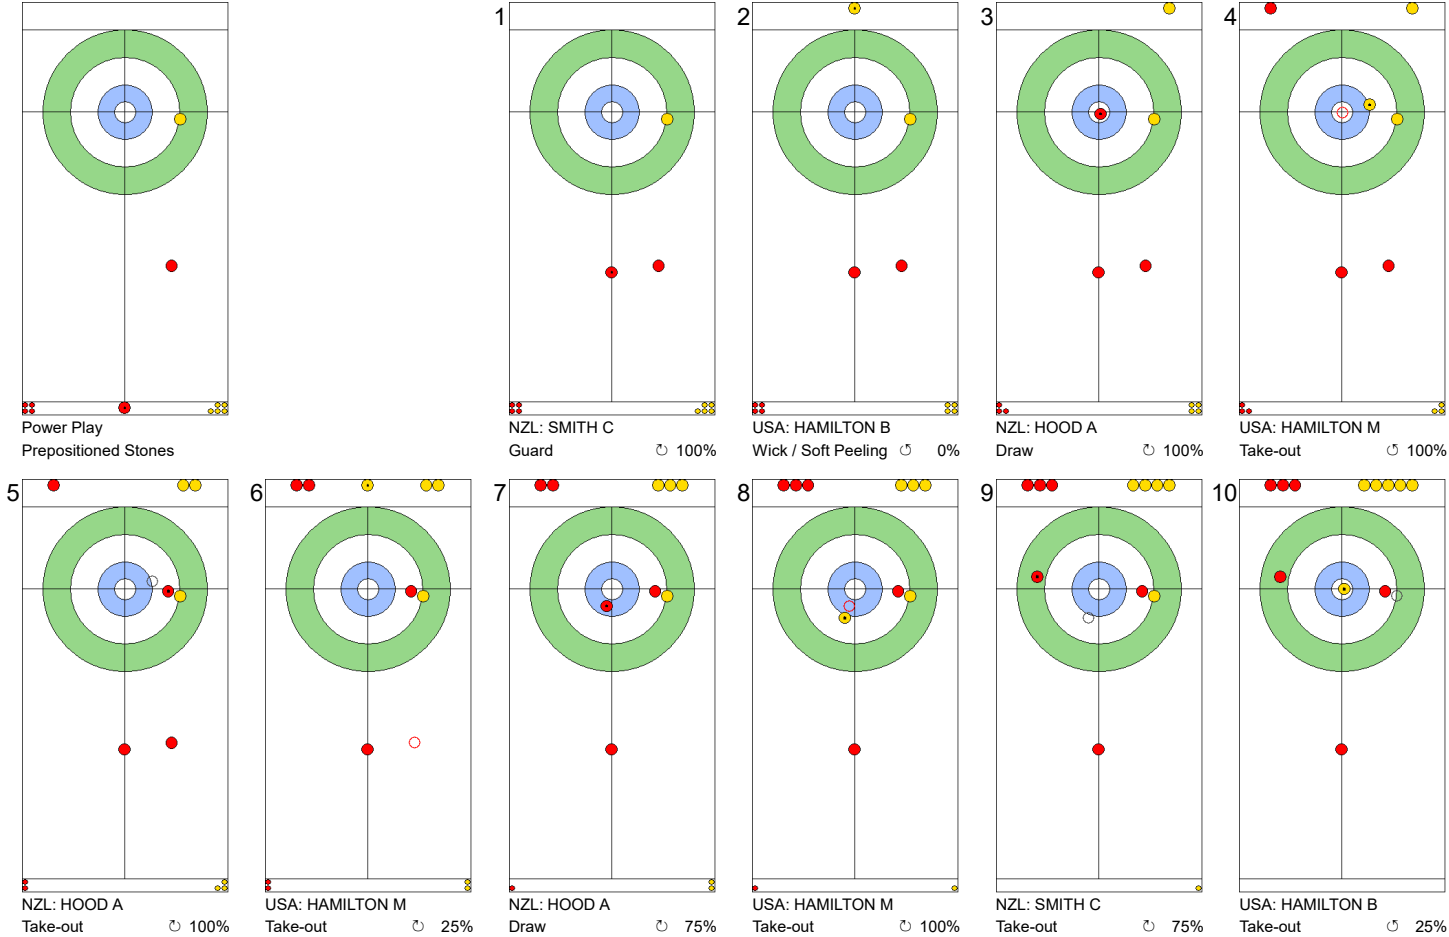 1
2
3
4
Power Play
Prepositioned Stones
NZL: SMITH C
Guard ↻ 100%
USA: HAMILTON B
Wick / Soft Peeling ↺ 0%
NZL: HOOD A
Draw ↻ 100%
USA: HAMILTON M
Take-out ↺ 100%
5
6
7
8
9
10
NZL: HOOD A
Take-out ↻ 100%
USA: HAMILTON M
Take-out ↻ 25%
NZL: HOOD A
Draw ↻ 75%
USA: HAMILTON M
Take-out ↻ 100%
NZL: SMITH C
Take-out ↻ 75%
USA: HAMILTON B
Take-out ↺ 25%